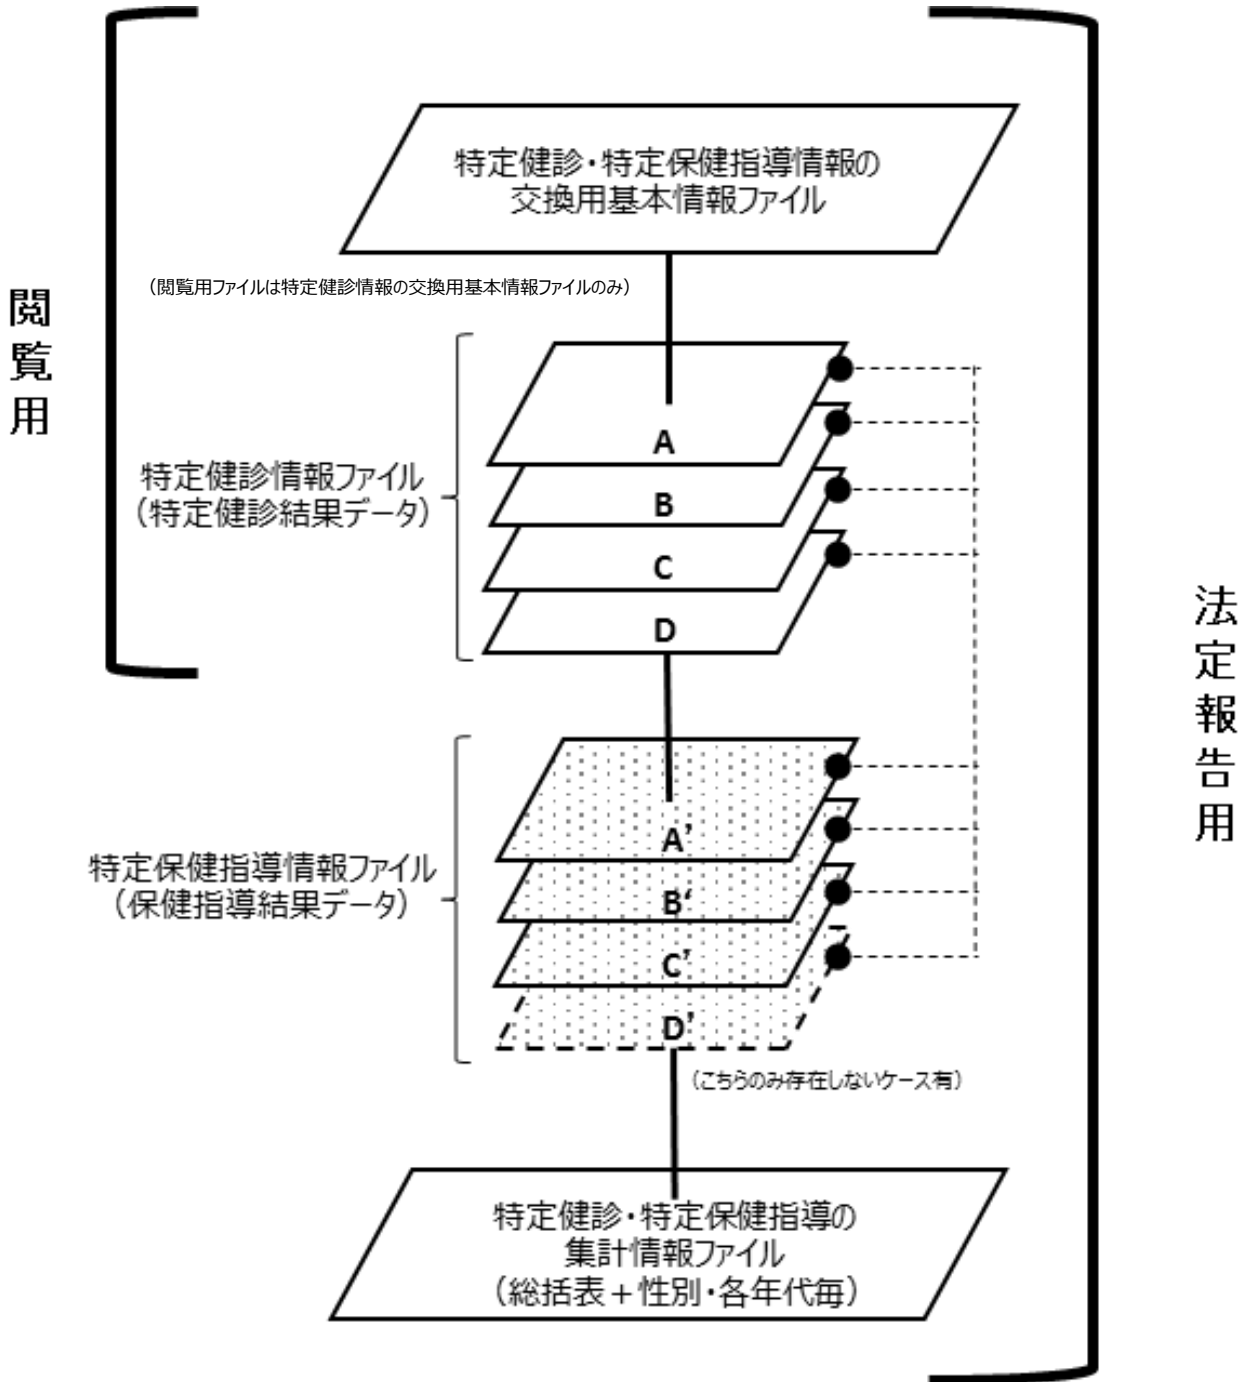 特定健診・特定保健指導情報の
交換用基本情報ファイル
（閲覧用ファイルは特定健診情報の交換用基本情報ファイルのみ）
閲覧用
A
特定健診情報ファイル
（特定健診結果データ）
B
C
D
法定報告用
A’
特定保健指導情報ファイル
（保健指導結果データ）
B‘
C’
D’
（こちらのみ存在しないケース有）
特定健診・特定保健指導の
集計情報ファイル
（総括表＋性別・各年代毎）